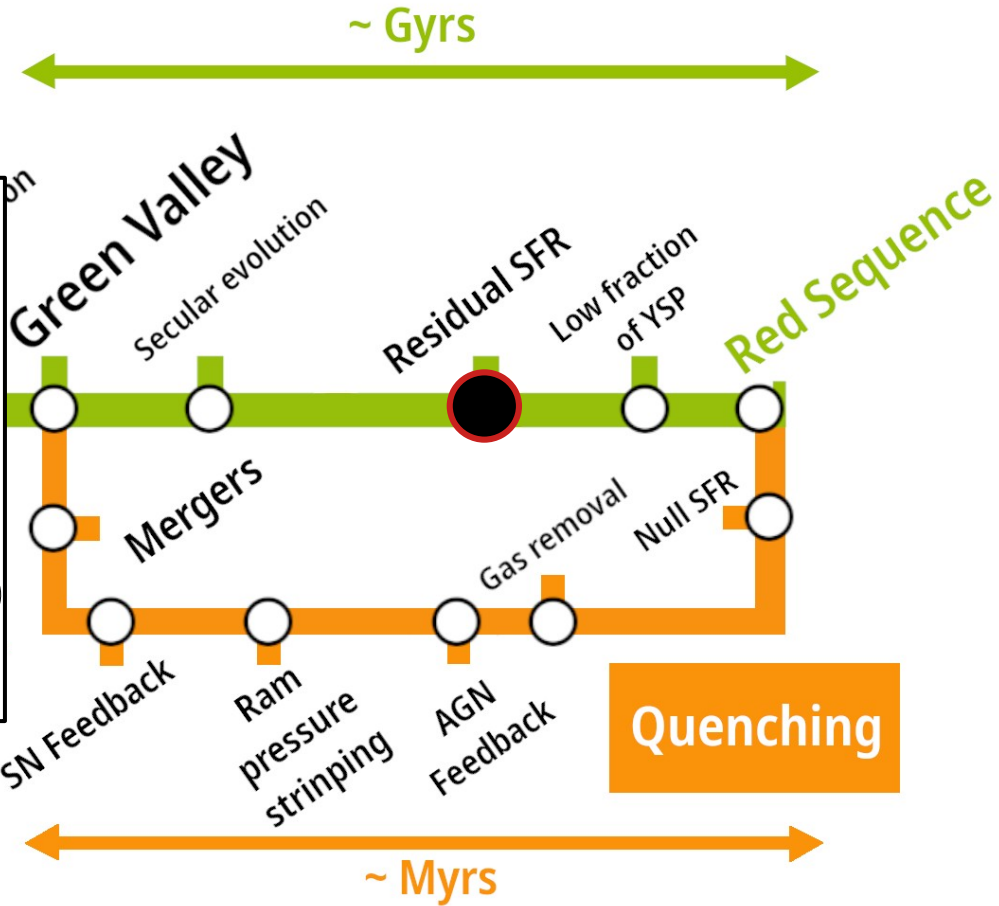 ~ Gyrs
on
Green Valley
Secular evolution
Residual SFR
Low fraction
of YSP
Red Sequence
Mergers
Gas removal
Null SFR
SN Feedback
Ram
pressure
strinping
AGN
Feedback
Quenching
~ Myrs